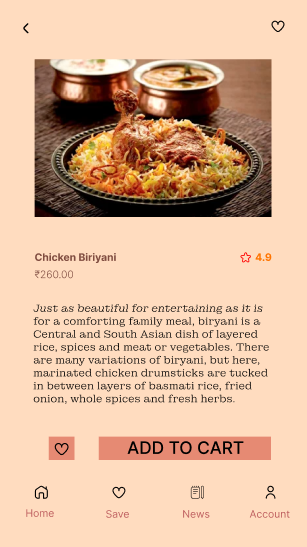 Chicken Biriyani
4.9
₹260.00
Just as beautiful for entertaining as it is
for a comforting family meal, biryani is a
Central and South Asian dish of layered
rice, spices and meat or vegetables. There
are many variations of biryani, but here,
marinated chicken drumsticks are tucked
in between layers of basmati rice, fried
onion, whole spices and fresh herbs.
ADD TO CART
Home
Save
News
Account